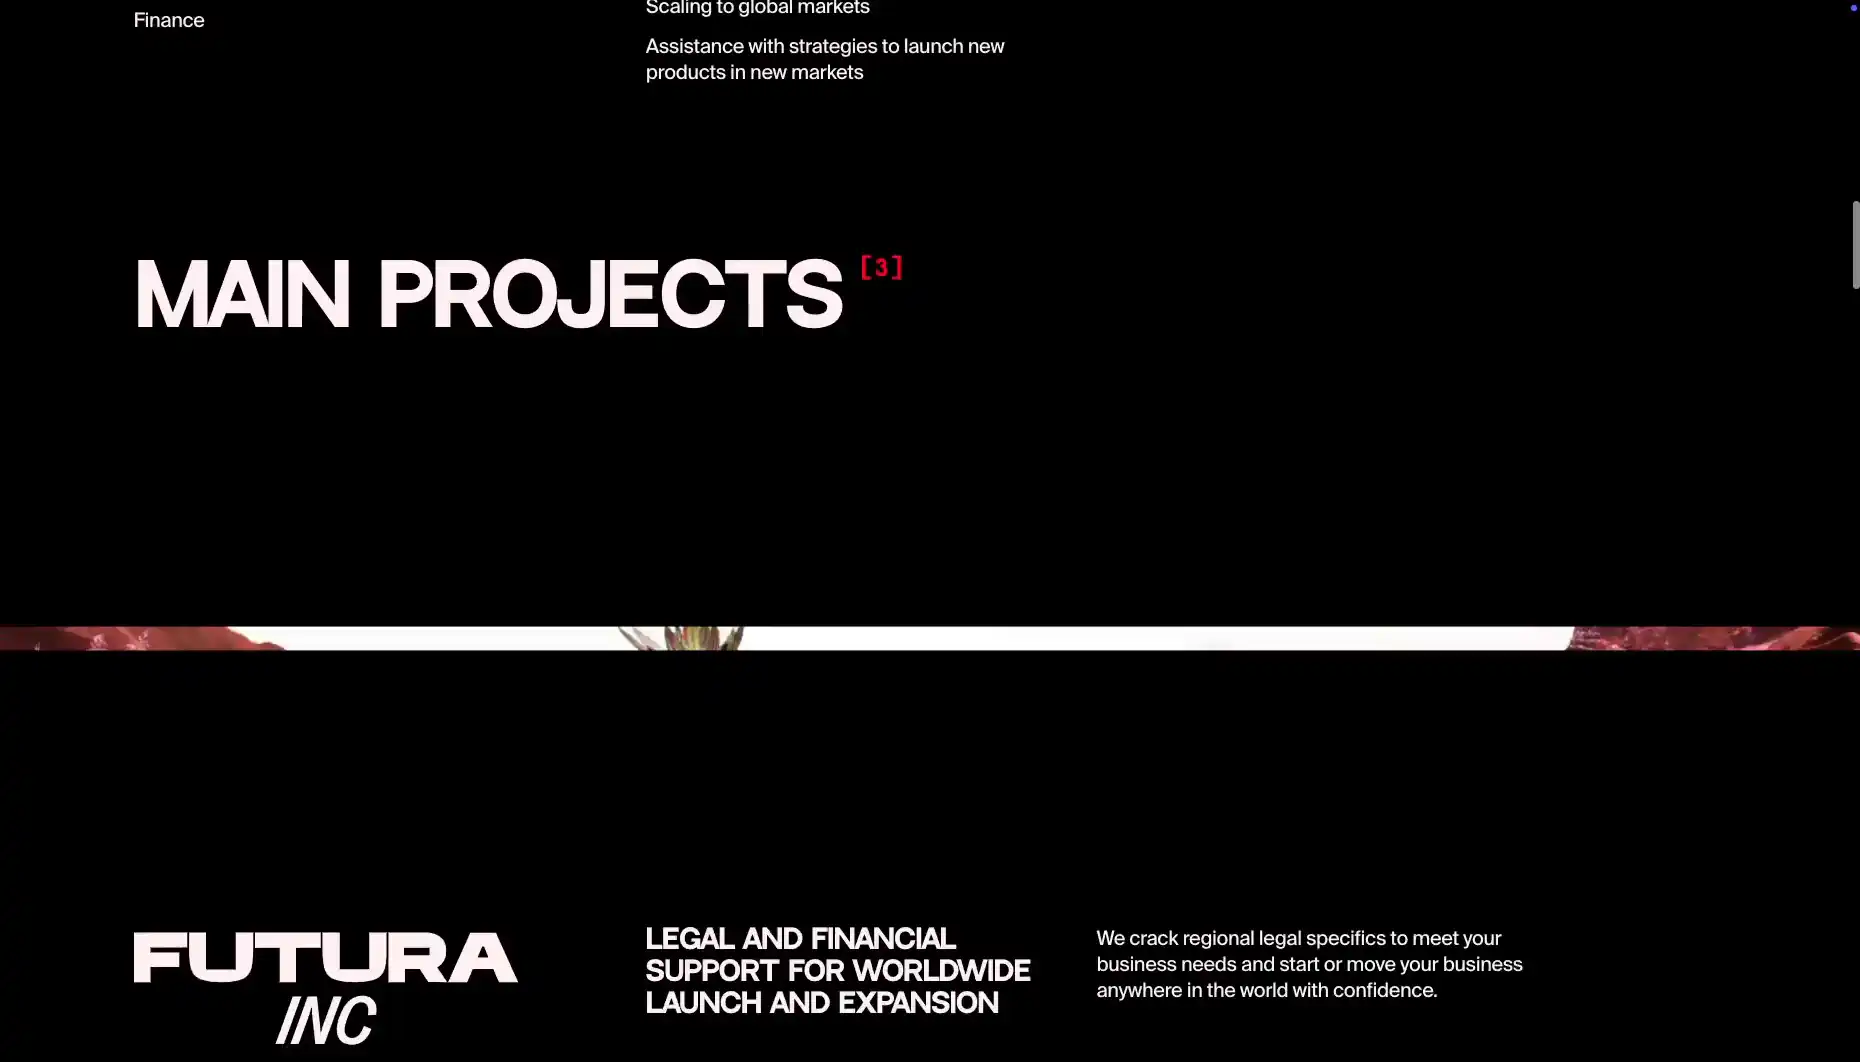 Finance
Scaling to global markets
Assistance with strategies to launch new
products in new markets
MAIN PROJECTS [3]
FUTURA
INC
LEGAL AND FINANCIAL
SUPPORT FOR WORLDWIDE
LAUNCH AND EXPANSION
We crack regional legal specifics to meet your
business needs and start or move your business
anywhere in the world with confidence.